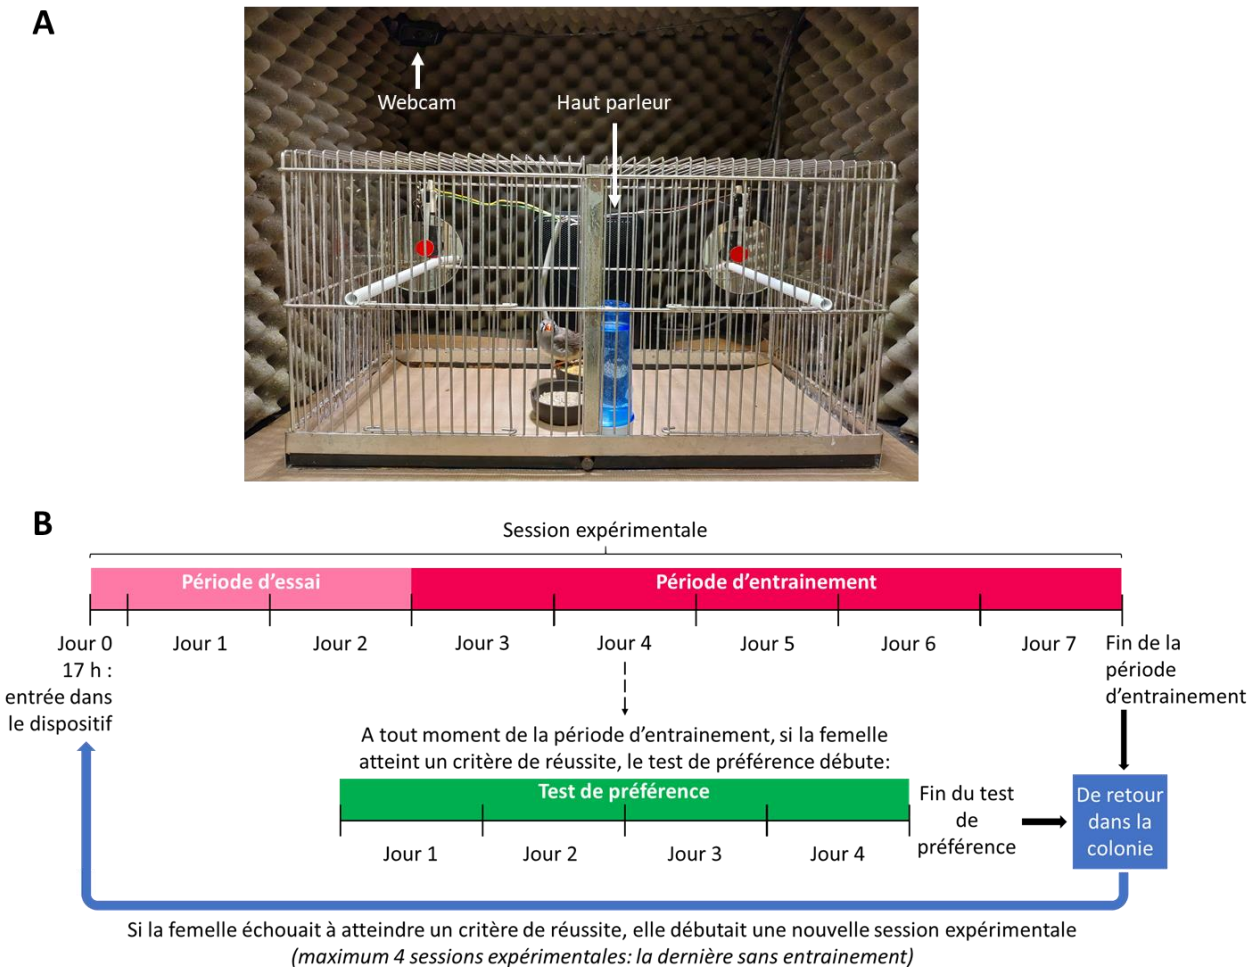 A
Webcam
Haut parleur
B
Session expérimentale
Période d'essai
Période d'entrainement
Jour 0
Jour 1
Jour 2
Jour 3
Jour 4
Jour 5
Jour 6
Jour 7
17 h :
entrée dans
le dispositif
Fin de la
période
d'entrainement
A tout moment de la période d'entrainement, si la femelle
atteint un critère de réussite, le test de préférence débute:
Test de préférence
Jour 1
Jour 2
Jour 3
Jour 4
Fin du test
de
préférence
De retour
dans la
colonie
Si la femelle échouait à atteindre un critère de réussite, elle débutait une nouvelle session expérimentale
(maximum 4 sessions expérimentales: la dernière sans entrainement)